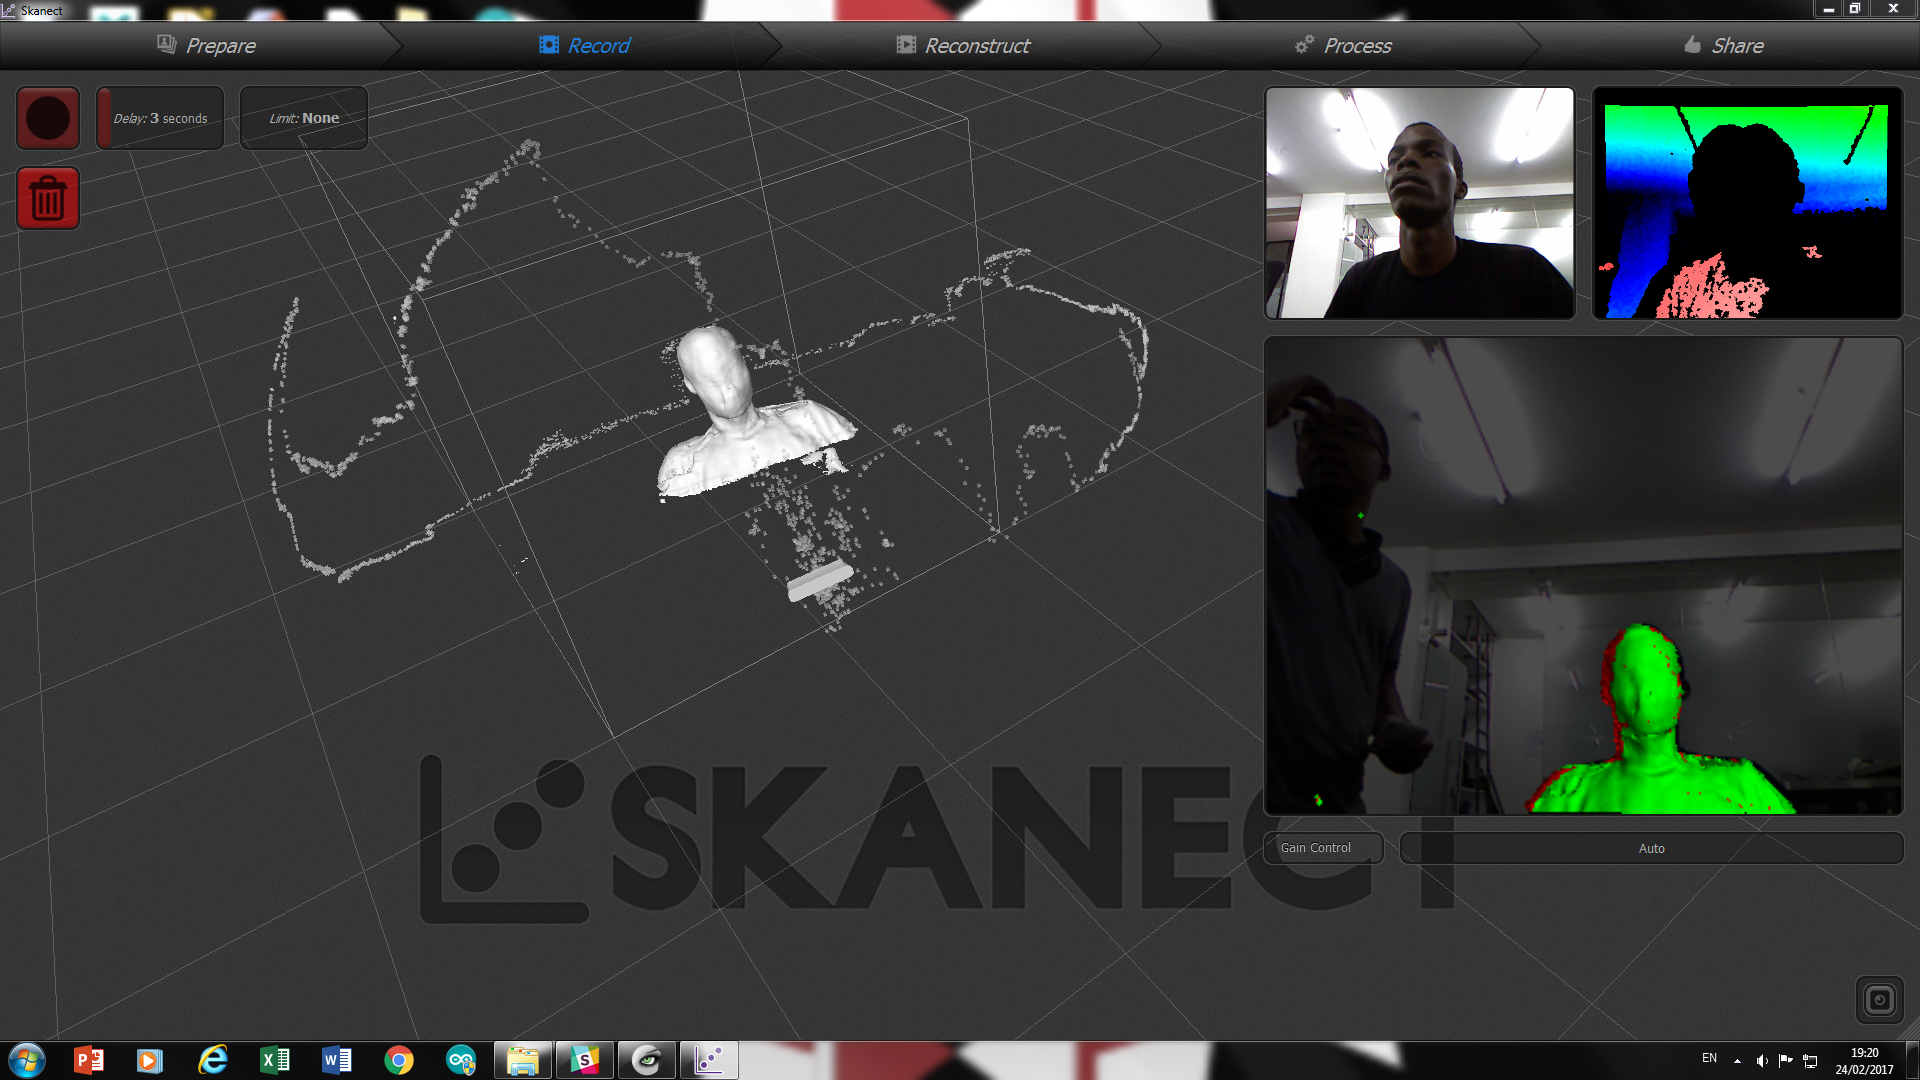 Skanect
Prepare
Record
Reconstruct
Process
Share
Delay: 3 seconds
Limit: None
SKANECT
Gain Control
Auto
EN
19:20
24/02/2017